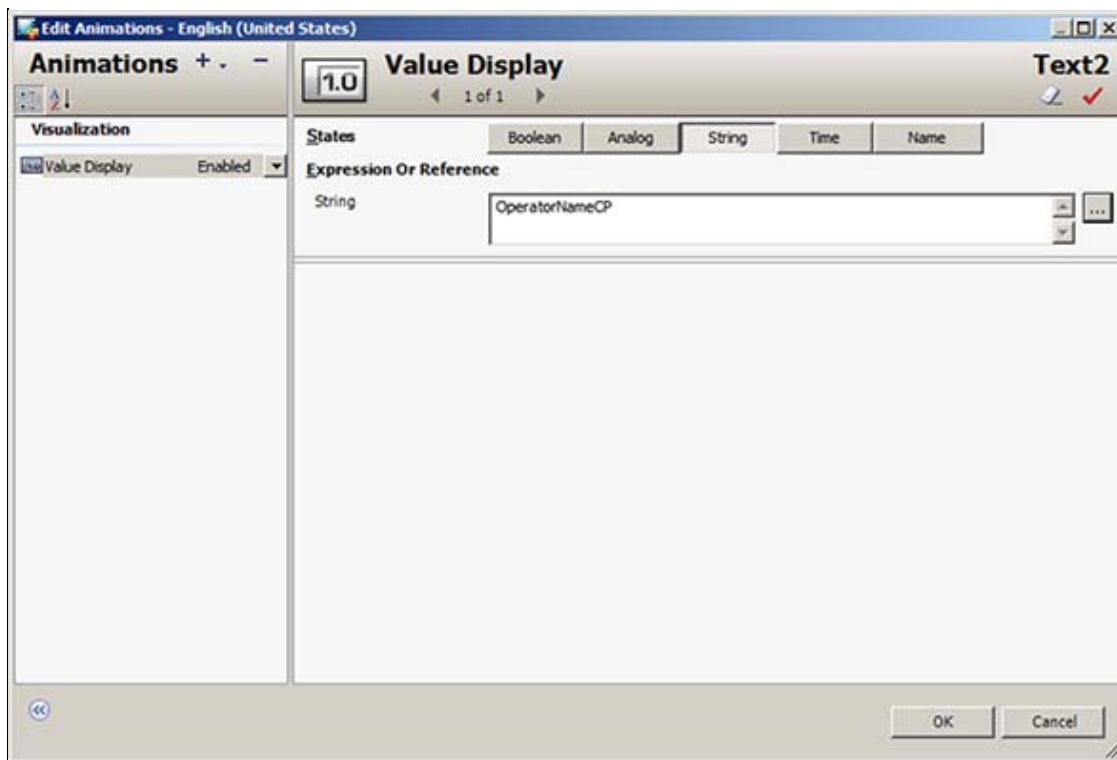 Edit Animations - English (United States)
Animations
Value Display
Text2
1.0
1 of 1
Visualization
Value Display Enabled
States Boolean Analog String Time Name
Expression Or Reference
String OperatorNameCP
...
OK Cancel